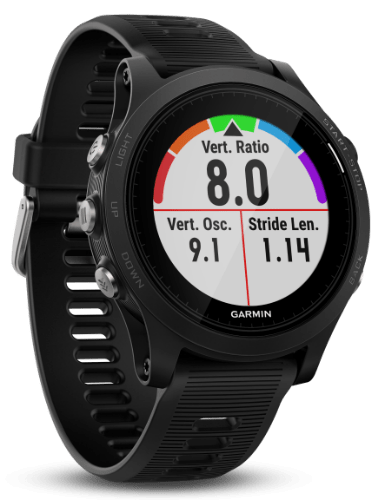 LIGHT
START STOP
Vert. Ratio
8.0
UP
Vert. Osc. Stride Len.
9.1 1.14
DOWN
BACK
GARMIN